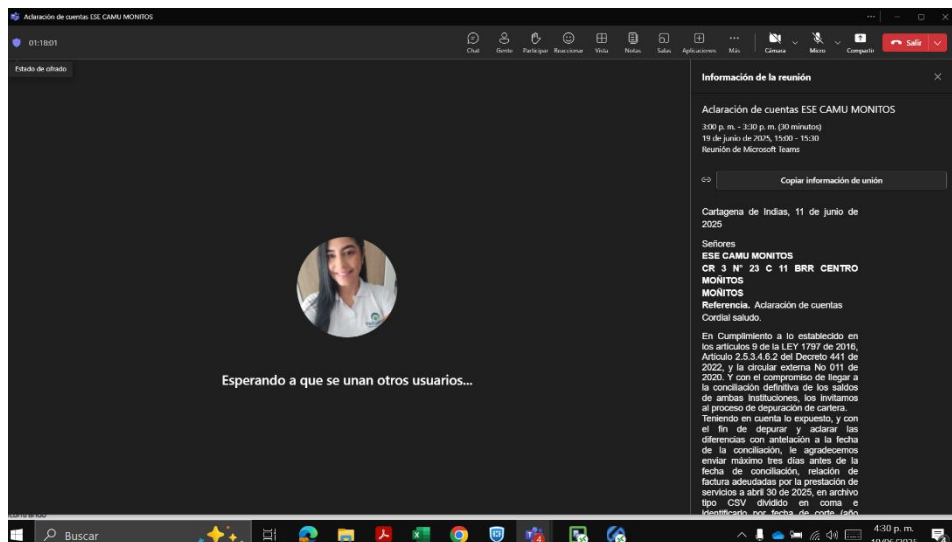 Aclaración de cuentas ESE CAMU MONITOS
01:18:01
Chat Gente Participar Reaccionar Vista Notas Salas Aplicaciones Más Cámara Micro Compartir Salir
Estado de cifrado
Información de la reunión
Aclaración de cuentas ESE CAMU MONITOS
3:00 p. m. - 3:30 p. m. (30 minutos)
19 de junio de 2025, 15:00 - 15:30
Reunión de Microsoft Teams
Copiar información de unión
Cartagena de Indias, 11 de junio de
2025
Señores
ESE CAMU MONITOS
CR 3 N° 23 C 11 BRR CENTRO
MOÑITOS
MOÑITOS
Referencia. Aclaración de cuentas
Cordial saludo.
En Cumplimiento a lo establecido en
los artículos 9 de la LEY 1797 de 2016,
Artículo 2.5.3.4.6.2 del Decreto 441 de
2022, y la circular externa No 011 de
2020. Y con el compromiso de llegar a
la conciliación definitiva de los saldos
de ambas Instituciones, los invitamos
al proceso de depuración de cartera.
Teniendo en cuenta lo expuesto, y con
el fin de depurar y aclarar las
diferencias con antelación a la fecha
de la conciliación, le agradecemos
enviar máximo tres días antes de la
fecha de conciliación, relación de
factura adeudadas por la prestación de
servicios a abril 30 de 2025, en archivo
tipo CSV dividido en coma e
identificado por fecha de corte (año
Esperando a que se unan otros usuarios...
Buscar
4:30 p. m.
19/06/2025